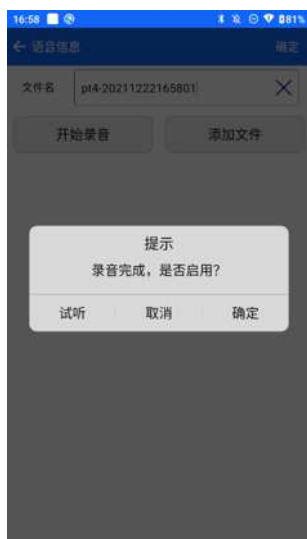 16:58 81%
语音信息 确定
文件名 pt4-20211222165801
开始录音 添加文件
提示
录音完成，是否启用？
试听 取消 确定